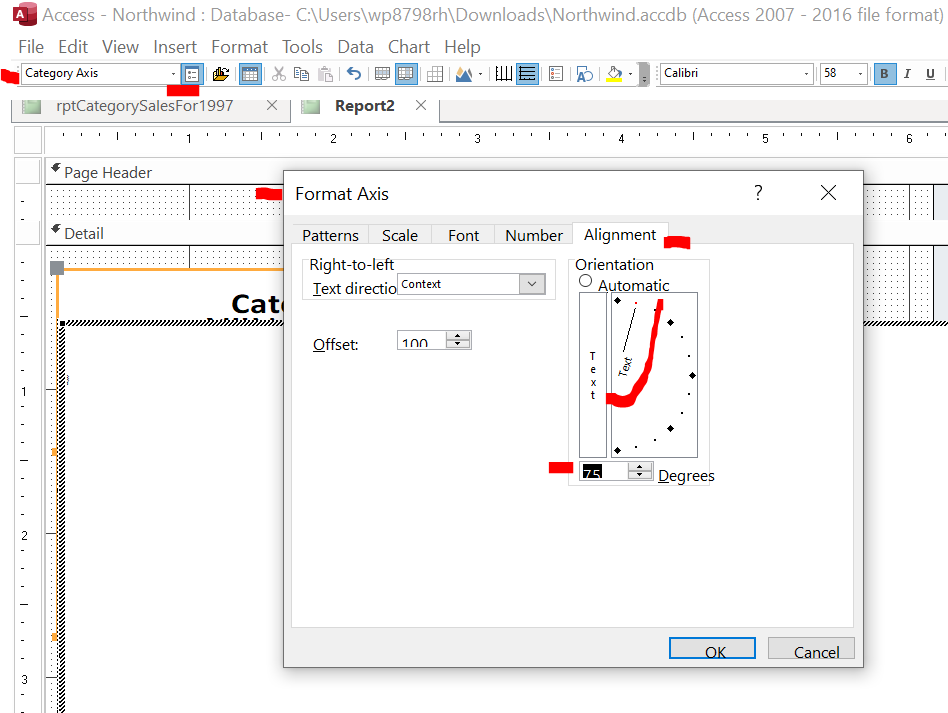 Access - Northwind : Database- C:\Users\wp8798rh\Downloads\Northwind.accdb (Access 2007 - 2016 file format)
File Edit View Insert Format Tools Data Chart Help
Category Axis
Calibri
58
B I U
rptCategorySalesFor1997
Report2
1 2 3 4 5 6
Page Header
Detail
1
2
3
Format Axis
?
Patterns Scale Font Number Alignment
Right-to-left
Text directio
Context
Offset:
100
Orientation
Automatic
T
e
x
t
Text
75
Degrees
OK
Cancel